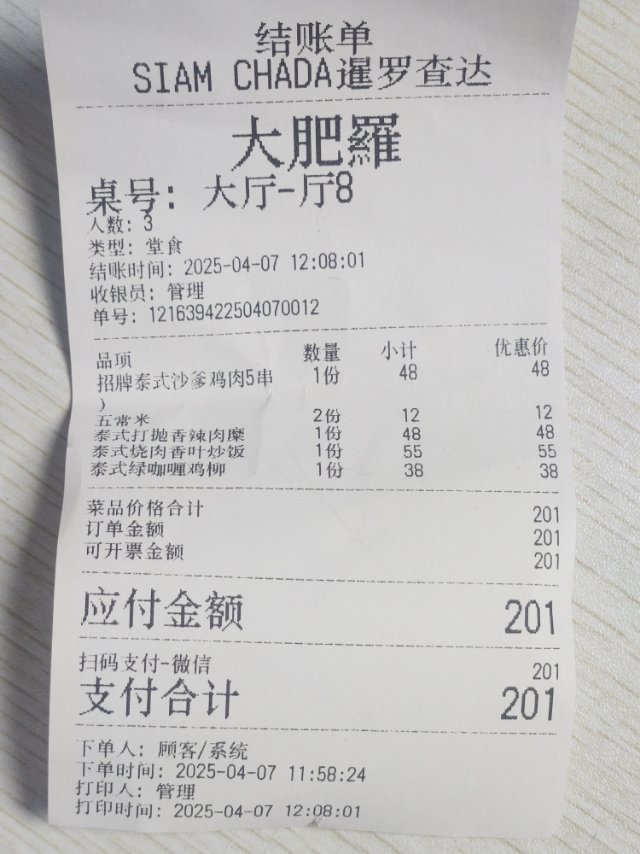 结账单
SIAM CHADA暹罗查达
大肥羅
桌号: 大厅-厅8
人数: 3
类型: 堂食
结账时间: 2025-04-07 12:08:01
收银员: 管理
单号: 121639422504070012
品项 数量 小计 优惠价
招牌泰式沙爹鸡肉5串 1份 48 48
)
五常米 2份 12 12
泰式打抛香辣肉糜 1份 48 48
泰式烧肉香叶炒饭 1份 55 55
泰式绿咖喱鸡柳 1份 38 38
菜品价格合计 201
订单金额 201
可开票金额 201
应付金额 201
扫码支付-微信 201
支付合计 201
下单人: 顾客/系统
下单时间: 2025-04-07 11:58:24
打印人: 管理
打印时间: 2025-04-07 12:08:01